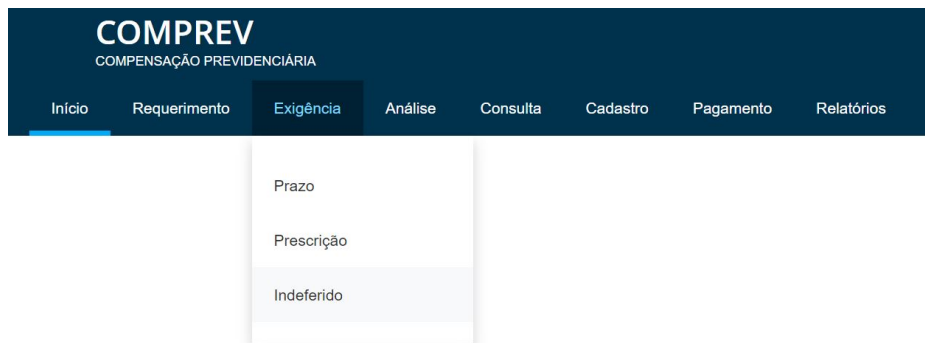 COMPREV
COMPENSAÇÃO PREVIDENCIÁRIA
Início Requerimento Exigência Análise Consulta Cadastro Pagamento Relatórios
Prazo
Prescrição
Indeferido